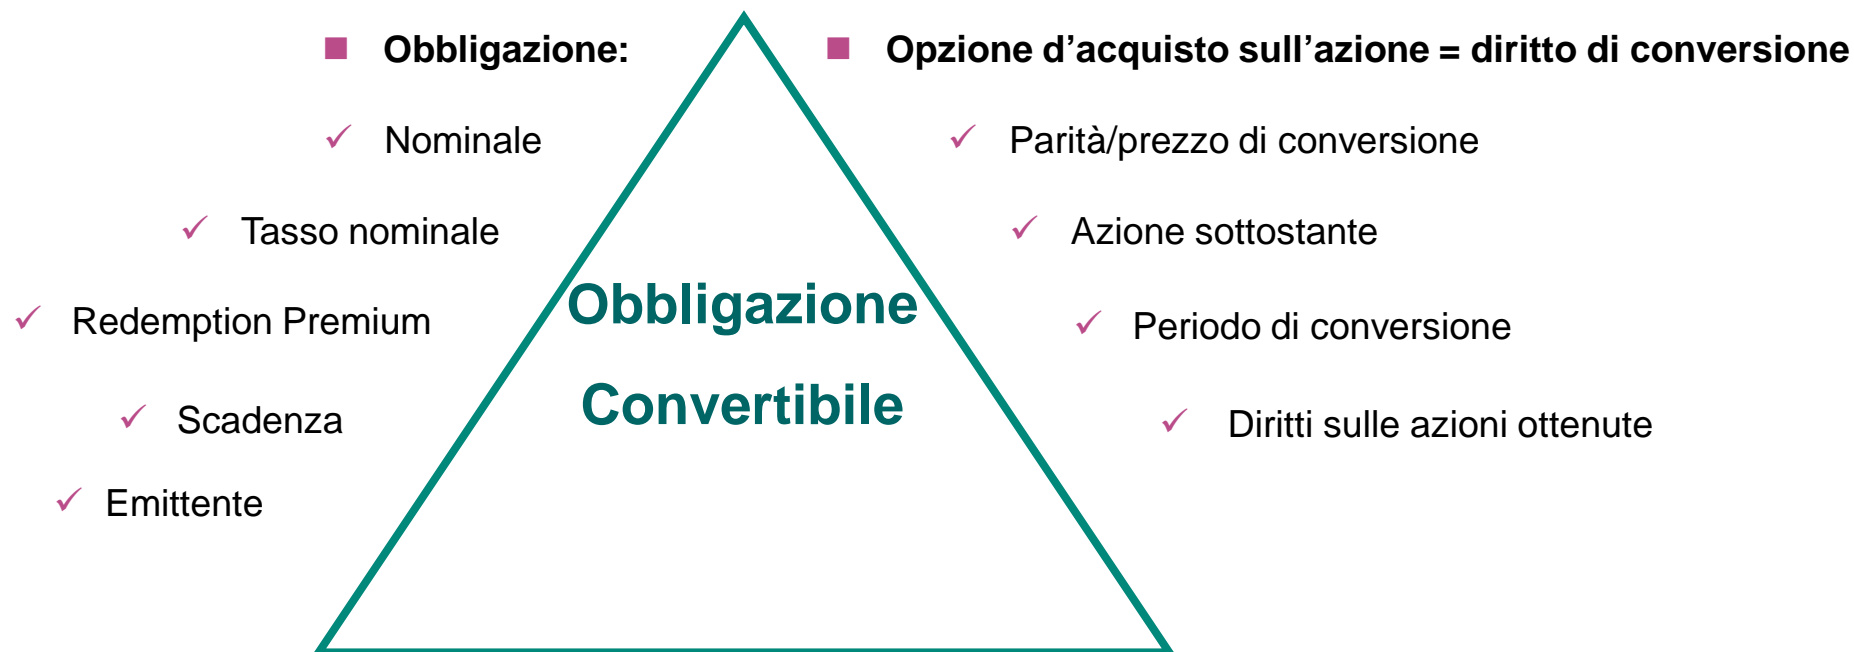 Obbligazione:
Nominale
Tasso nominale
Redemption Premium
Scadenza
Emittente
Obbligazione
Convertibile
Opzione d’acquisto sull’azione = diritto di conversione
Parità/prezzo di conversione
Azione sottostante
Periodo di conversione
Diritti sulle azioni ottenute